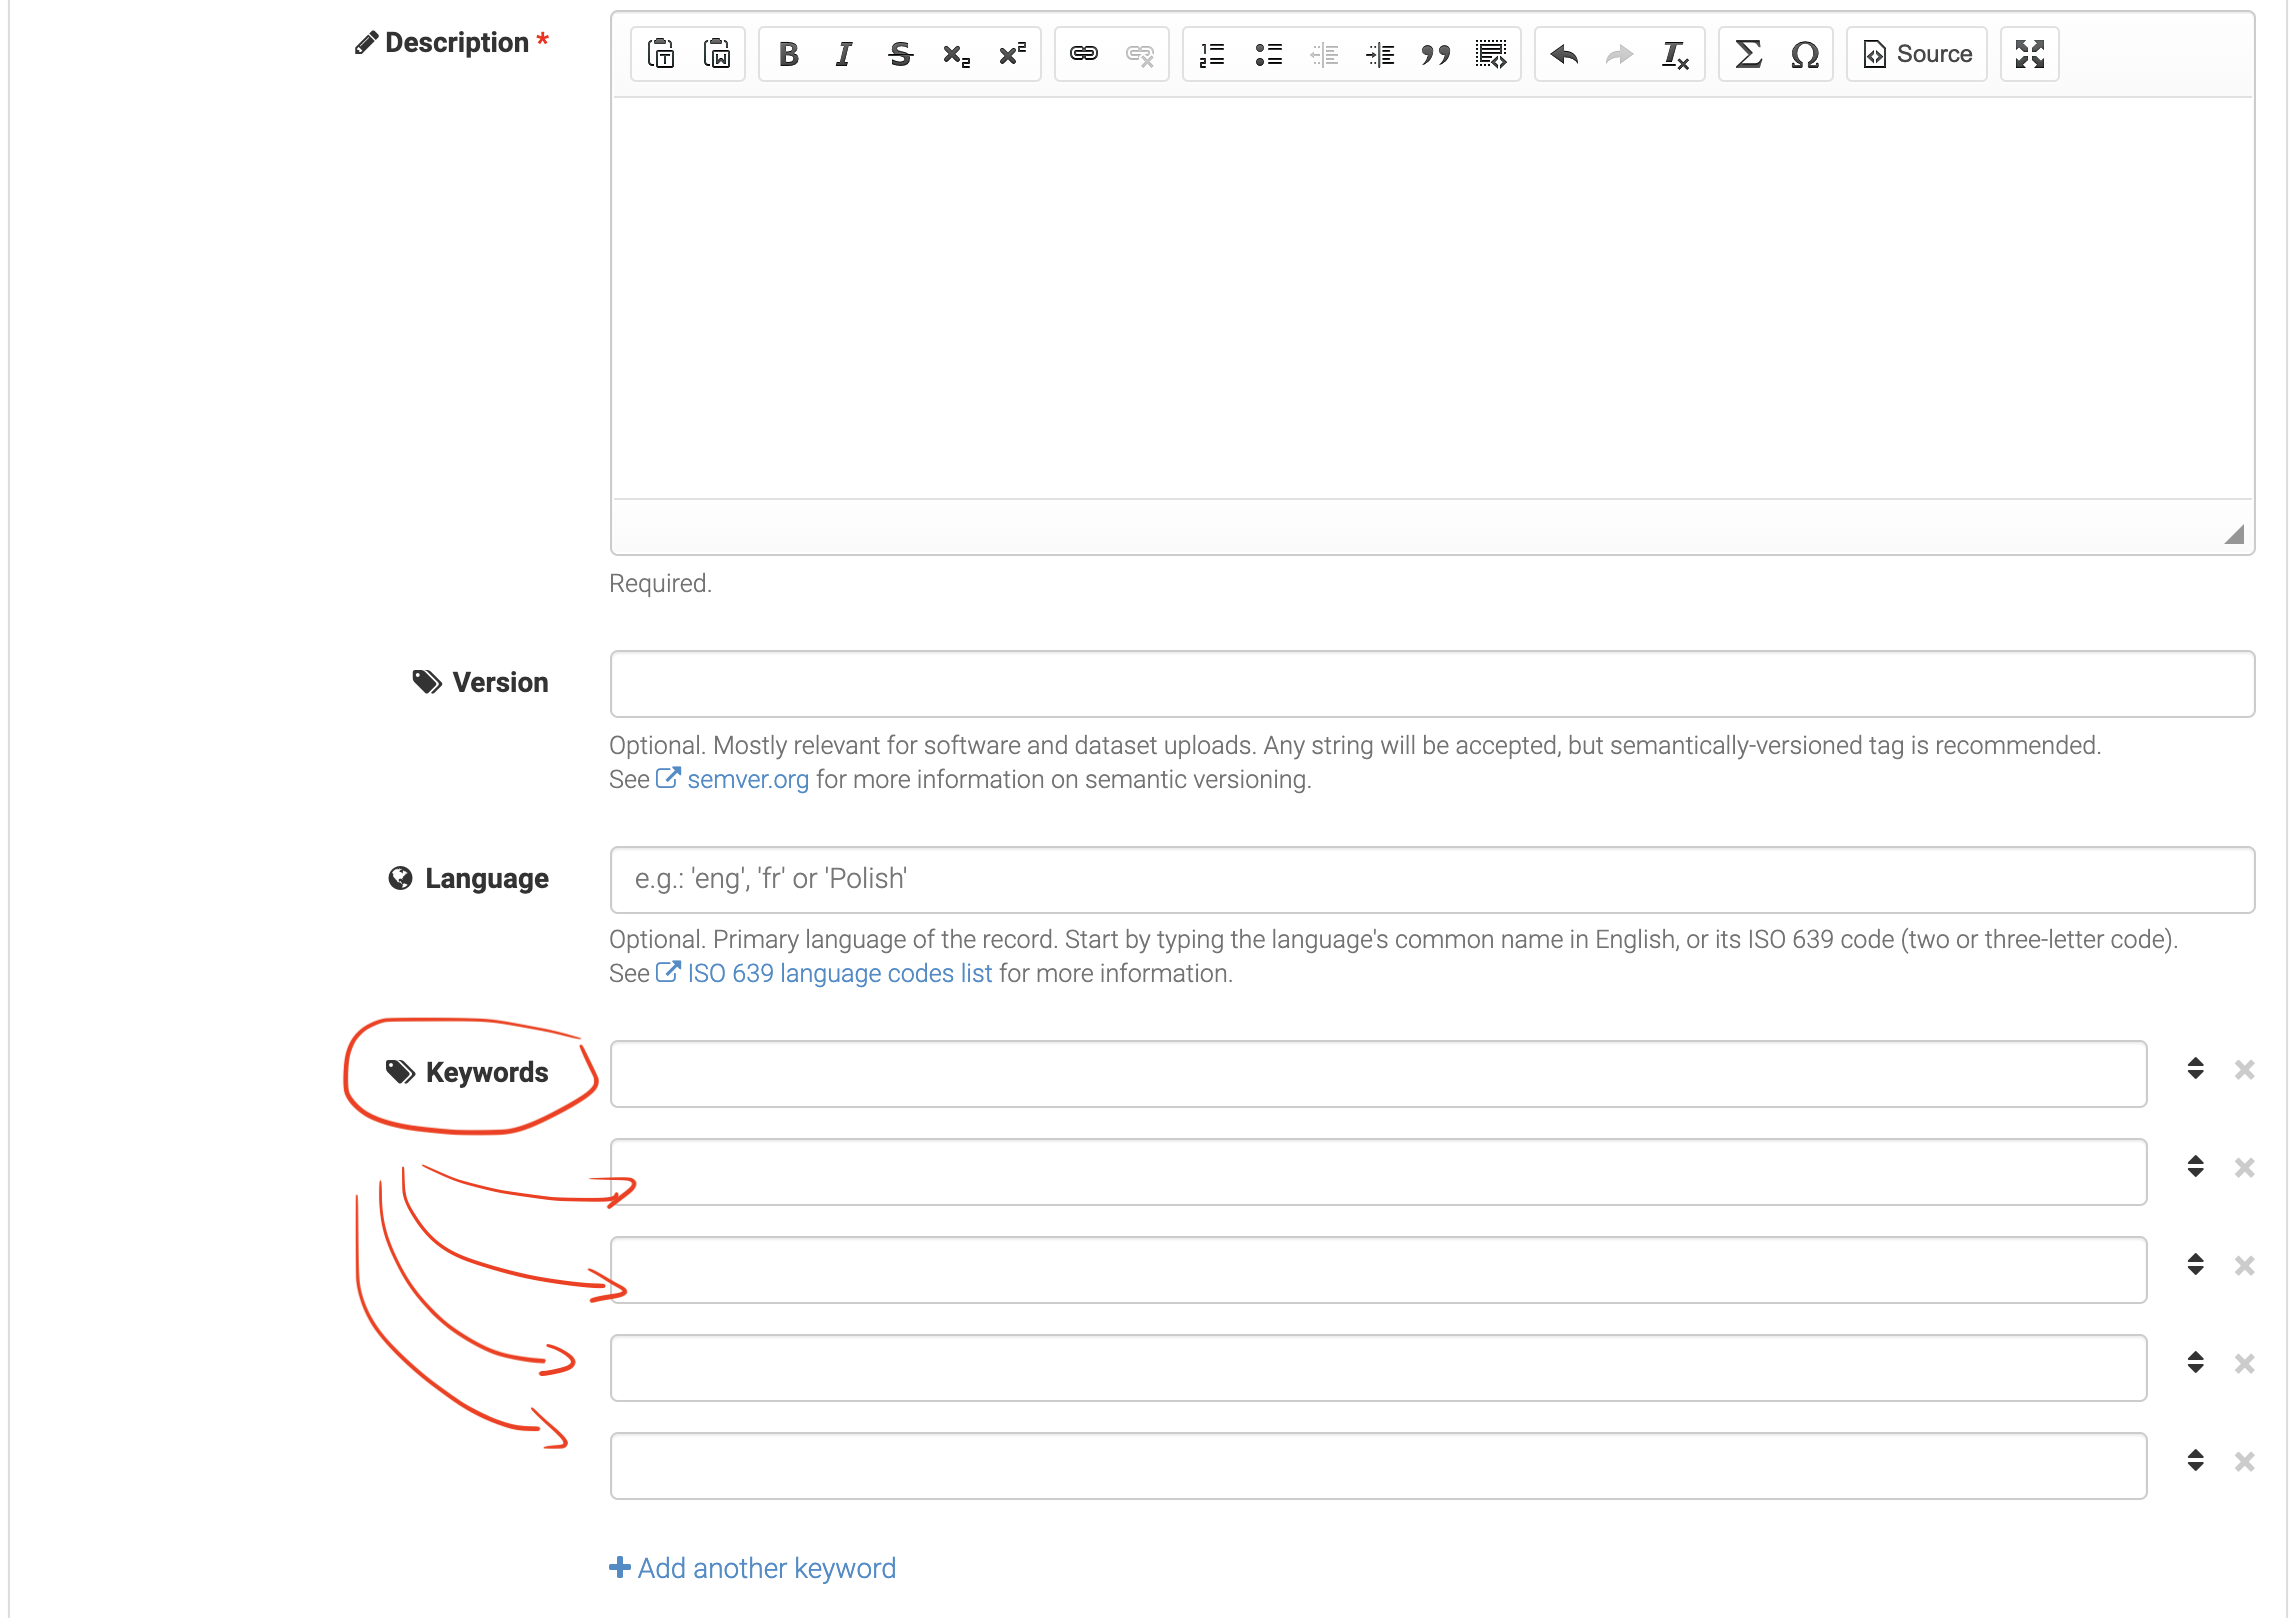 Description *
Source
Required.
Version
Optional. Mostly relevant for software and dataset uploads. Any string will be accepted, but semantically-versioned tag is recommended.
See semver.org for more information on semantic versioning.
Language
e.g.: 'eng', 'fr' or 'Polish'
Optional. Primary language of the record. Start by typing the language's common name in English, or its ISO 639 code (two or three-letter code).
See ISO 639 language codes list for more information.
Keywords
Add another keyword